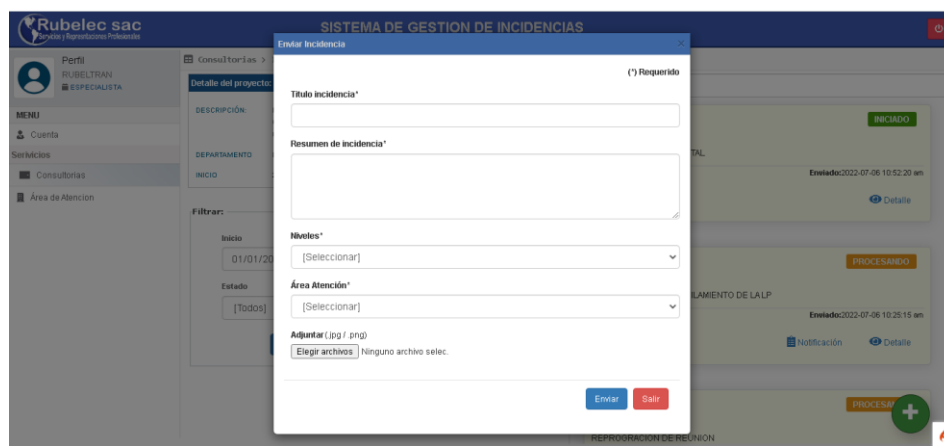 Rubelec sac
Servicios y Representaciones Profesionales
SISTEMA DE GESTION DE INCIDENCIAS
Perfil
RUBELTRAN
ESPECIALISTA
MENU
Cuenta
Serivicios
Consultorias
Área de Atencion
Consultorias >
Detalle del proyecto:
DESCRIPCIÓN:
DEPARTAMENTO
INICIO
Filtrar:
Inicio
01/01/20
Estado
[Todos]
Enviar Incidencia
×
(*) Requerido
Titulo incidencia*
Resumen de incidencia*
Niveles*
[Seleccionar]
Área Atención*
[Seleccionar]
Adjuntar(.jpg / .png)
Elegir archivos Ninguno archivo selec.
Enviar Salir
INICIADO
TAL
Enviado:2022-07-06 10:52:20 am
Detalle
PROCESANDO
ILAMIENTO DE LA LP
Enviado:2022-07-06 10:25:15 am
Notificación Detalle
REPROGRACION DE REUNION